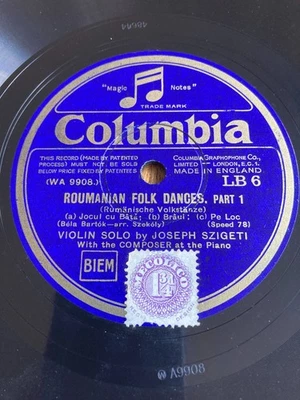 "Magic Notes"
TRADE MARK
Columbia
THIS RECORD (MADE BY PATENTED
PROCESS) MUST NOT BE SOLD
BELOW PRICE FIXED BY PATENTEES
COLUMBIA GRAPHOPHONE CO.,
LIMITED — LONDON, E.C. 1.
MADE IN ENGLAND
(WA 9908.)
LB 6
ROUMANIAN FOLK DANCES. PART 1
(Rumänische Volkstänze)
(a) Jocul cu Bâtă; (b) Brâul; (c) Pe Loc
(Béla Bartók—arr. Székely)
(Speed 78)
VIOLIN SOLO by JOSEPH SZIGETI
With the COMPOSER at the Piano
BIEM
A9908